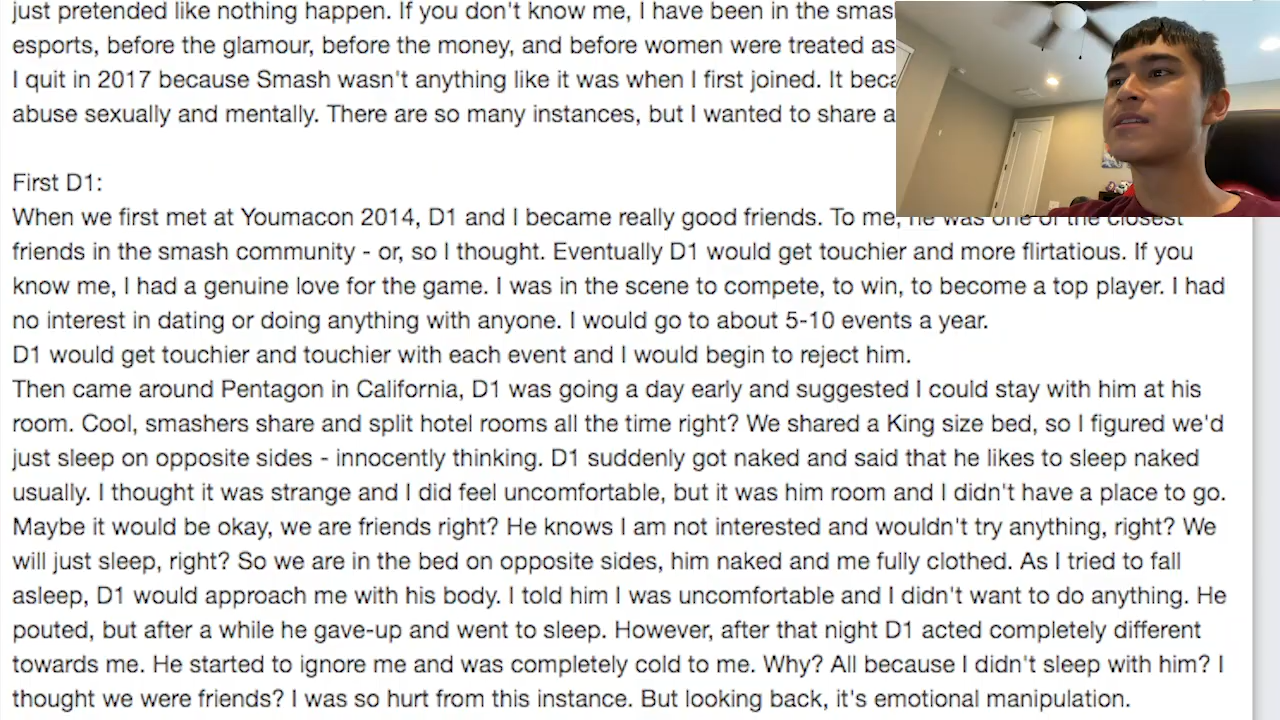 just pretended like nothing happen. If you don't know me, I have been in the smas
esports, before the glamour, before the money, and before women were treated as
I quit in 2017 because Smash wasn't anything like it was when I first joined. It beca
abuse sexually and mentally. There are so many instances, but I wanted to share a
First D1:
When we first met at Youmacon 2014, D1 and I became really good friends. To me, he was one of the closest
friends in the smash community - or, so I thought. Eventually D1 would get touchier and more flirtatious. If you
know me, I had a genuine love for the game. I was in the scene to compete, to win, to become a top player. I had
no interest in dating or doing anything with anyone. I would go to about 5-10 events a year.
D1 would get touchier and touchier with each event and I would begin to reject him.
Then came around Pentagon in California, D1 was going a day early and suggested I could stay with him at his
room. Cool, smashers share and split hotel rooms all the time right? We shared a King size bed, so I figured we'd
just sleep on opposite sides - innocently thinking. D1 suddenly got naked and said that he likes to sleep naked
usually. I thought it was strange and I did feel uncomfortable, but it was him room and I didn't have a place to go.
Maybe it would be okay, we are friends right? He knows I am not interested and wouldn't try anything, right? We
will just sleep, right? So we are in the bed on opposite sides, him naked and me fully clothed. As I tried to fall
asleep, D1 would approach me with his body. I told him I was uncomfortable and I didn't want to do anything. He
pouted, but after a while he gave-up and went to sleep. However, after that night D1 acted completely different
towards me. He started to ignore me and was completely cold to me. Why? All because I didn't sleep with him? I
thought we were friends? I was so hurt from this instance. But looking back, it's emotional manipulation.